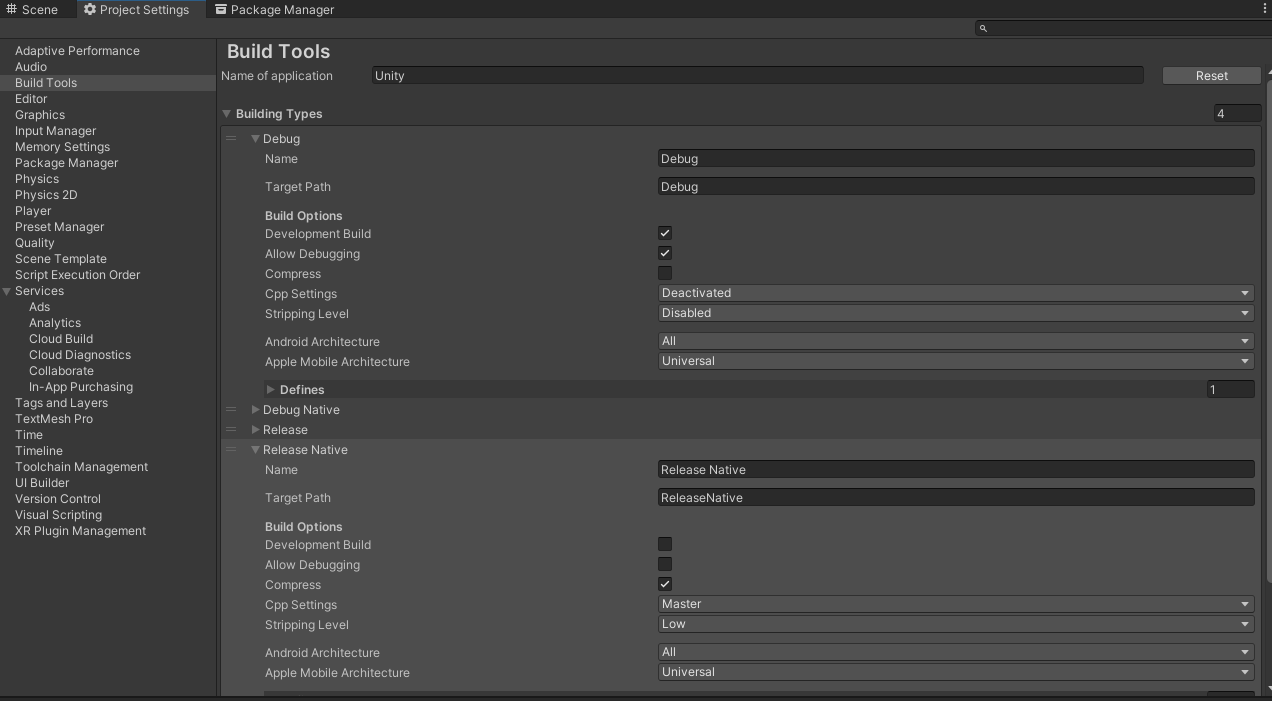 Scene
Project Settings
Package Manager
Adaptive Performance
Audio
Build Tools
Editor
Graphics
Input Manager
Memory Settings
Package Manager
Physics
Physics 2D
Player
Preset Manager
Quality
Scene Template
Script Execution Order
Services
Ads
Analytics
Cloud Build
Cloud Diagnostics
Collaborate
In-App Purchasing
Tags and Layers
TextMesh Pro
Time
Timeline
Toolchain Management
UI Builder
Version Control
Visual Scripting
XR Plugin Management
Build Tools
Name of application Unity Reset
Building Types 4
Debug
Name Debug
Target Path Debug
Build Options
Development Build
Allow Debugging
Compress
Cpp Settings Deactivated
Stripping Level Disabled
Android Architecture All
Apple Mobile Architecture Universal
Defines 1
Debug Native
Release
Release Native
Name Release Native
Target Path ReleaseNative
Build Options
Development Build
Allow Debugging
Compress
Cpp Settings Master
Stripping Level Low
Android Architecture All
Apple Mobile Architecture Universal